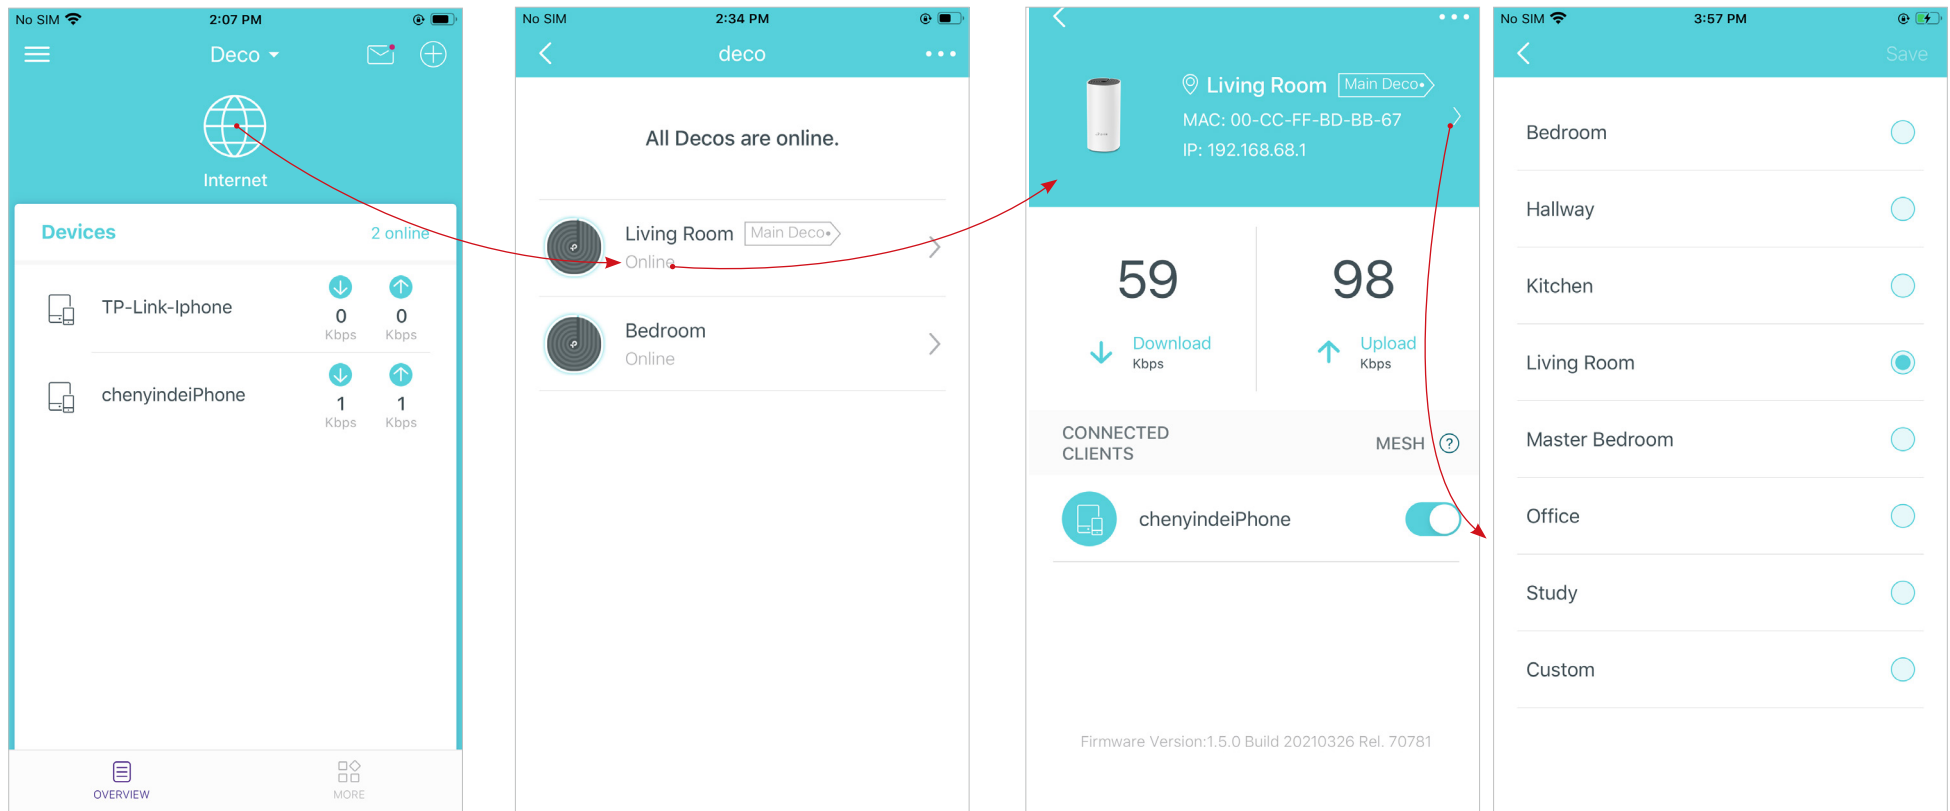 No SIM 2:07 PM
Deco
Internet
Devices 2 online
TP-Link-Iphone 0 0
Kbps Kbps
chenyindeiPhone 1 1
Kbps Kbps
OVERVIEW MORE
No SIM 2:34 PM
deco
All Decos are online.
Living Room Main Deco
Online
Bedroom
Online
Living Room Main Deco
MAC: 00-CC-FF-BD-BB-67
IP: 192.168.68.1
59 98
Download Upload
Kbps Kbps
CONNECTED
CLIENTS
MESH ?
chenyindeiPhone
Firmware Version:1.5.0 Build 20210326 Rel. 70781
No SIM 3:57 PM
Save
Bedroom
Hallway
Kitchen
Living Room
Master Bedroom
Office
Study
Custom